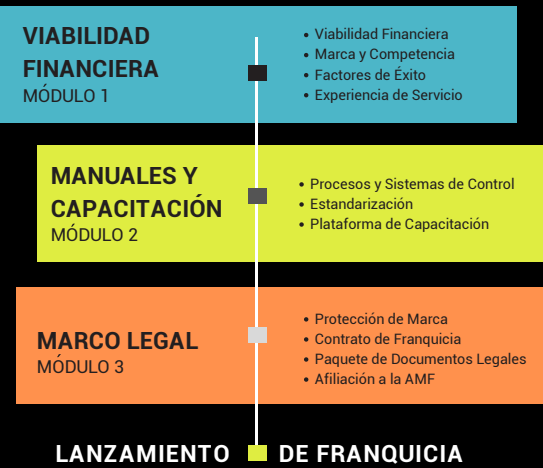 VIABILIDAD
FINANCIERA
MÓDULO 1
• Viabilidad Financiera
• Marca y Competencia
• Factores de Éxito
• Experiencia de Servicio
MANUALES Y
CAPACITACIÓN
MÓDULO 2
• Procesos y Sistemas de Control
• Estandarización
• Plataforma de Capacitación
MARCO LEGAL
MÓDULO 3
• Protección de Marca
• Contrato de Franquicia
• Paquete de Documentos Legales
• Afiliación a la AMF
LANZAMIENTO DE FRANQUICIA